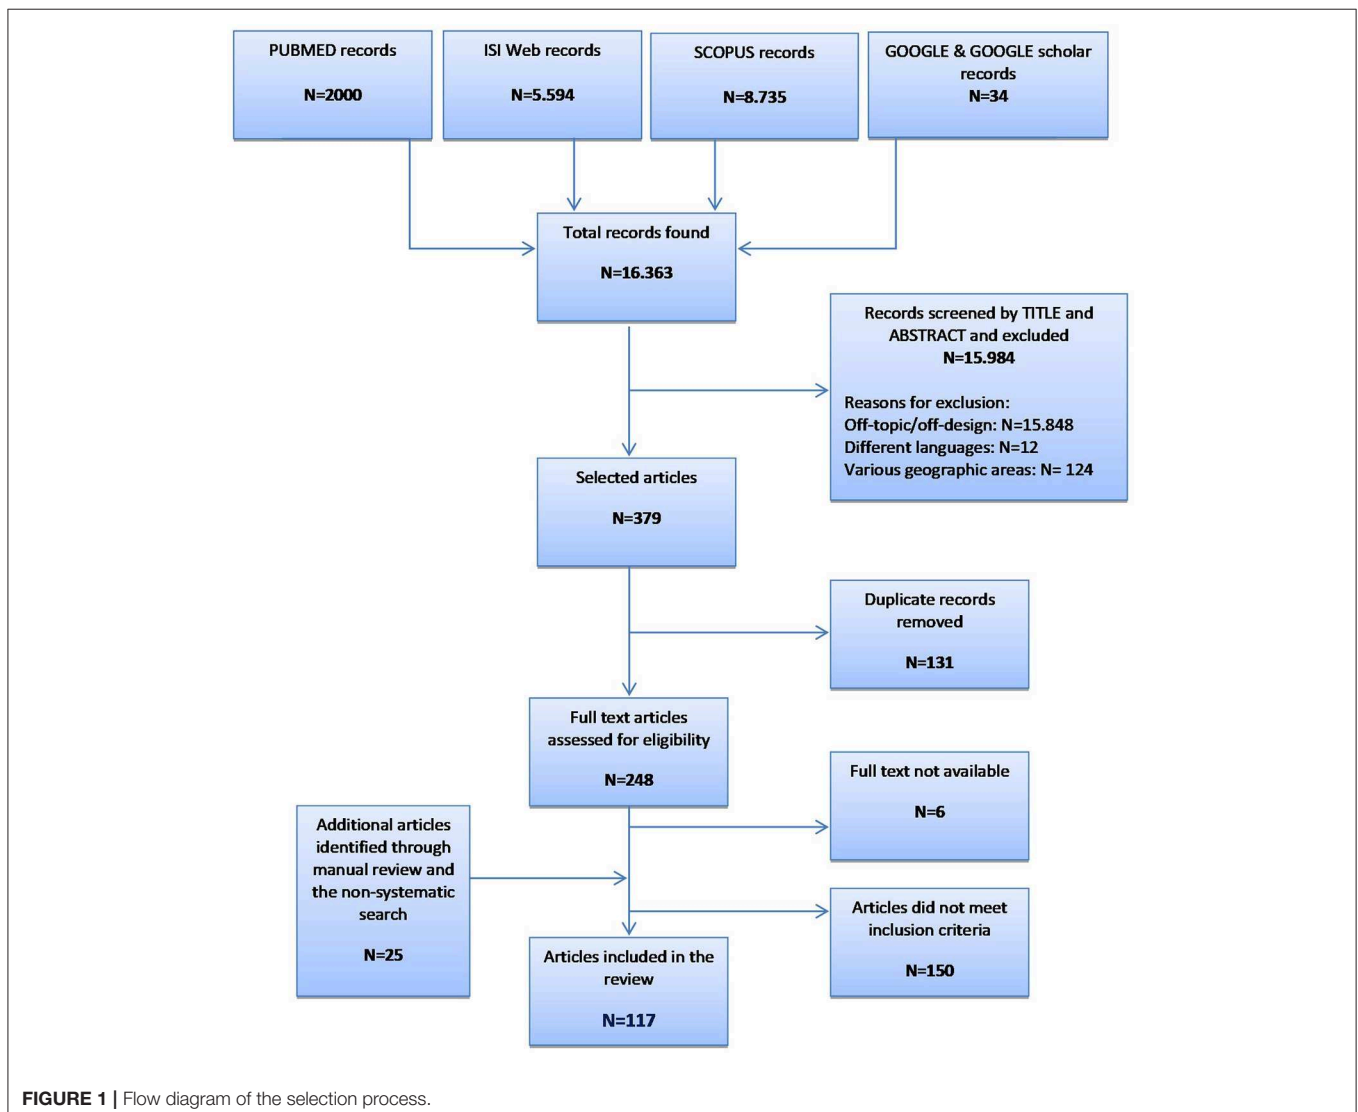 PUBMED records
N=2000
ISI Web records
N=5.594
SCOPUS records
N=8.735
GOOGLE & GOOGLE scholar
records
N=34
Total records found
N=16.363
Records screened by TITLE and
ABSTRACT and excluded
N=15.984
Reasons for exclusion:
Off-topic/off-design: N=15.848
Different languages: N=12
Various geographic areas: N= 124
Selected articles
N=379
Duplicate records
removed
N=131
Full text articles
assessed for eligibility
N=248
Full text not available
N=6
Additional articles
identified through
manual review and
the non-systematic
search
N=25
Articles did not meet
inclusion criteria
N=150
Articles included in the
review
N=117
FIGURE 1 | Flow diagram of the selection process.